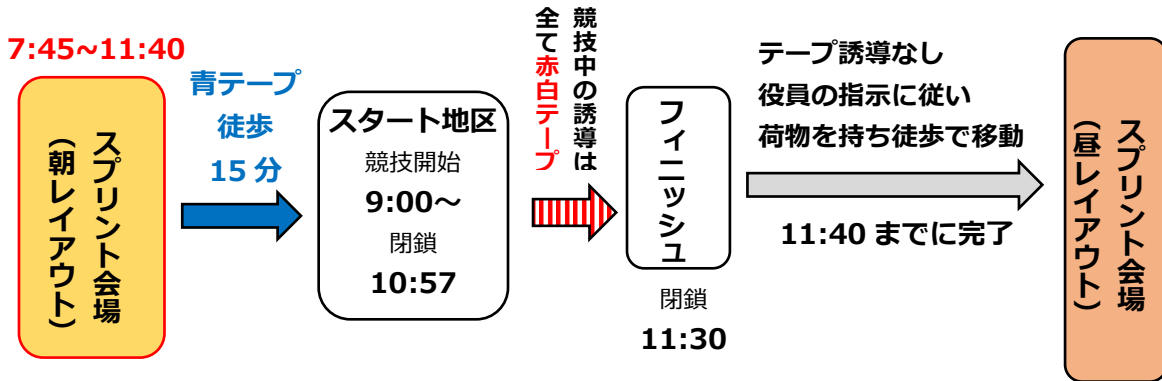 7:45~11:40
スプリント会場
(朝レイアウト)
青テープ
徒歩
15 分
スタート地区
競技開始
9:00～
閉鎖
10:57
競技中の誘導は
全て赤白テープ
フィニッシュ
閉鎖
11:30
テープ誘導なし
役員の指示に従い
荷物を持ち徒歩で移動
11:40 までに完了
スプリント会場
(昼レイアウト)